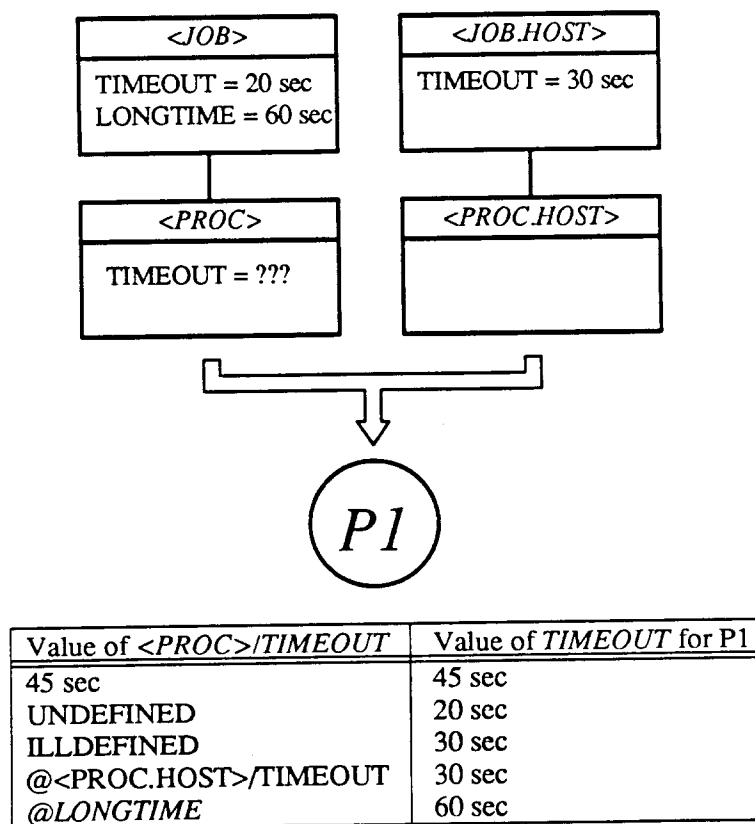 <JOB>
TIMEOUT = 20 sec
LONGTIME = 60 sec
<JOB.HOST>
TIMEOUT = 30 sec
<PROC>
TIMEOUT = ???
<PROC.HOST>
P1
Value of <PROC>/TIMEOUT Value of TIMEOUT for P1
45 sec 45 sec
UNDEFINED 20 sec
ILLDEFINED 30 sec
@<PROC.HOST>/TIMEOUT 30 sec
@LONGTIME 60 sec